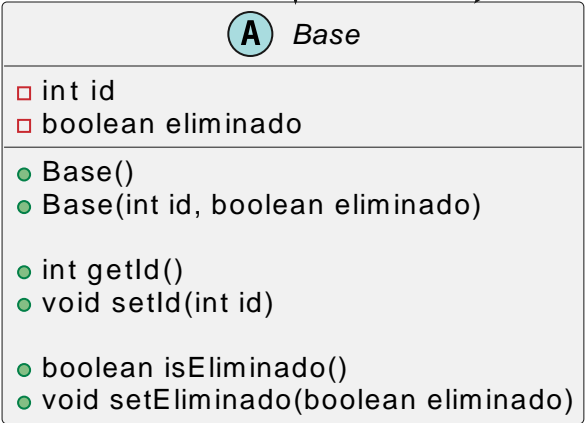 A Base
int id
boolean eliminado
Base()
Base(int id, boolean eliminado)
int getId()
void setId(int id)
boolean isEliminado()
void setEliminado(boolean eliminado)